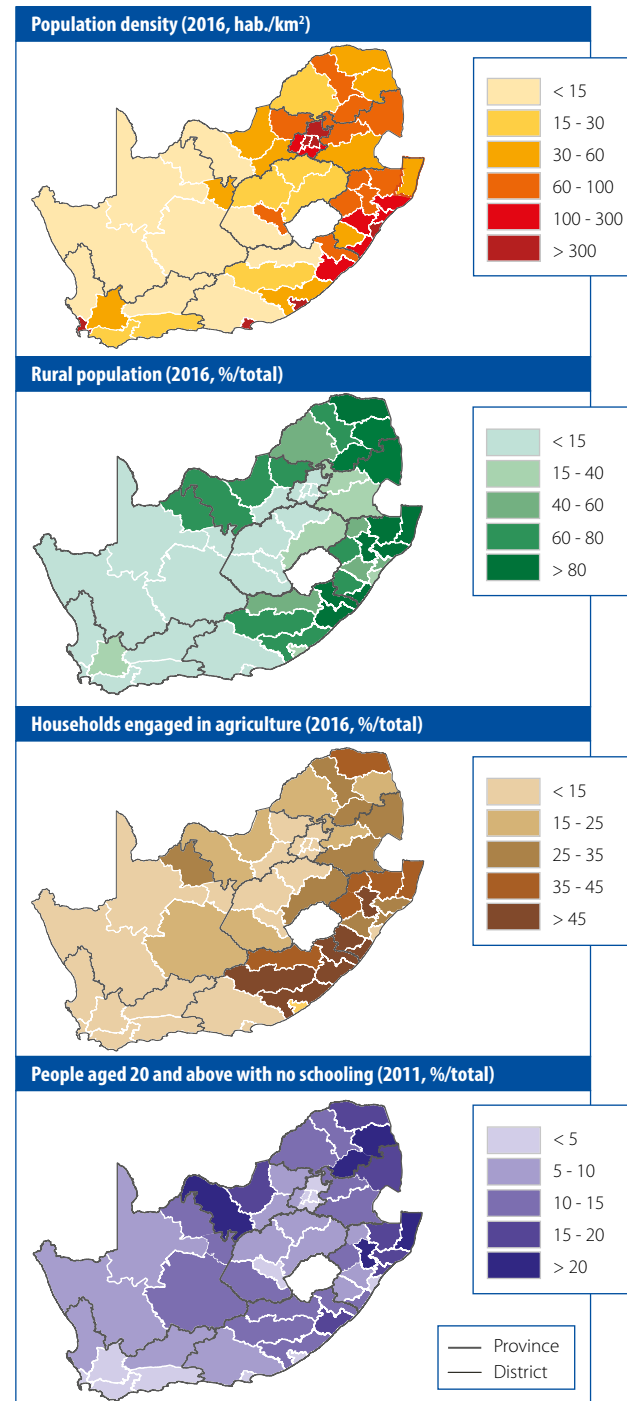 Population density (2016, hab./km²)
< 15
15 - 30
30 - 60
60 - 100
100 - 300
> 300
Rural population (2016, %/total)
< 15
15 - 40
40 - 60
60 - 80
> 80
Households engaged in agriculture (2016, %/total)
< 15
15 - 25
25 - 35
35 - 45
> 45
People aged 20 and above with no schooling (2011, %/total)
< 5
5 - 10
10 - 15
15 - 20
> 20
Province
District